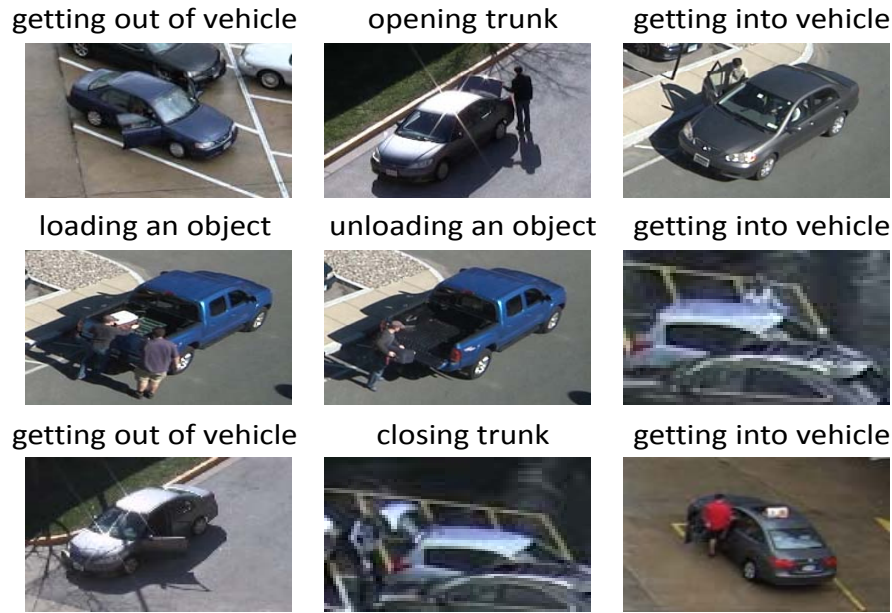 getting out of vehicle
opening trunk
getting into vehicle
loading an object
unloading an object
getting into vehicle
getting out of vehicle
closing trunk
getting into vehicle